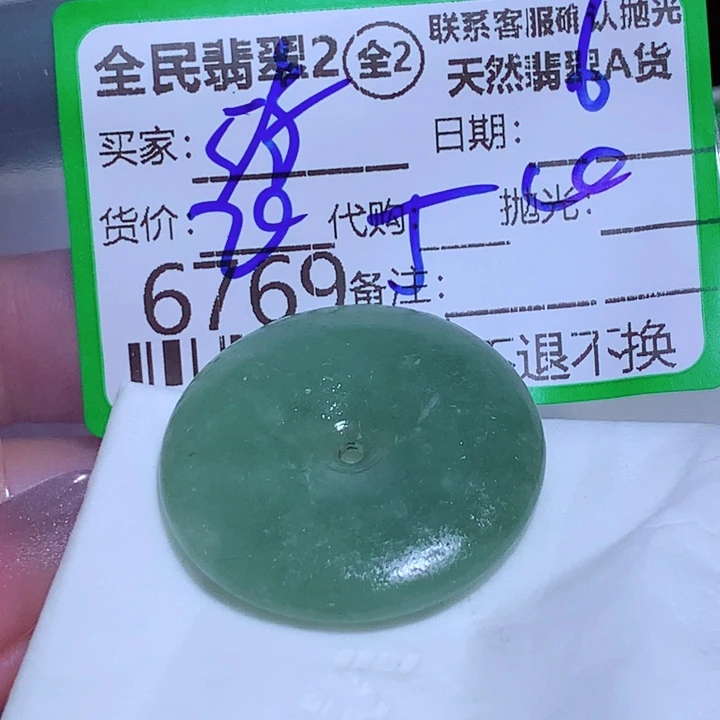 全民翡翠2 全2
联系客服确认抛光
天然翡翠A货
买家: 日期:
货价: 代购: 5 抛光:
6769 备注:
退不换